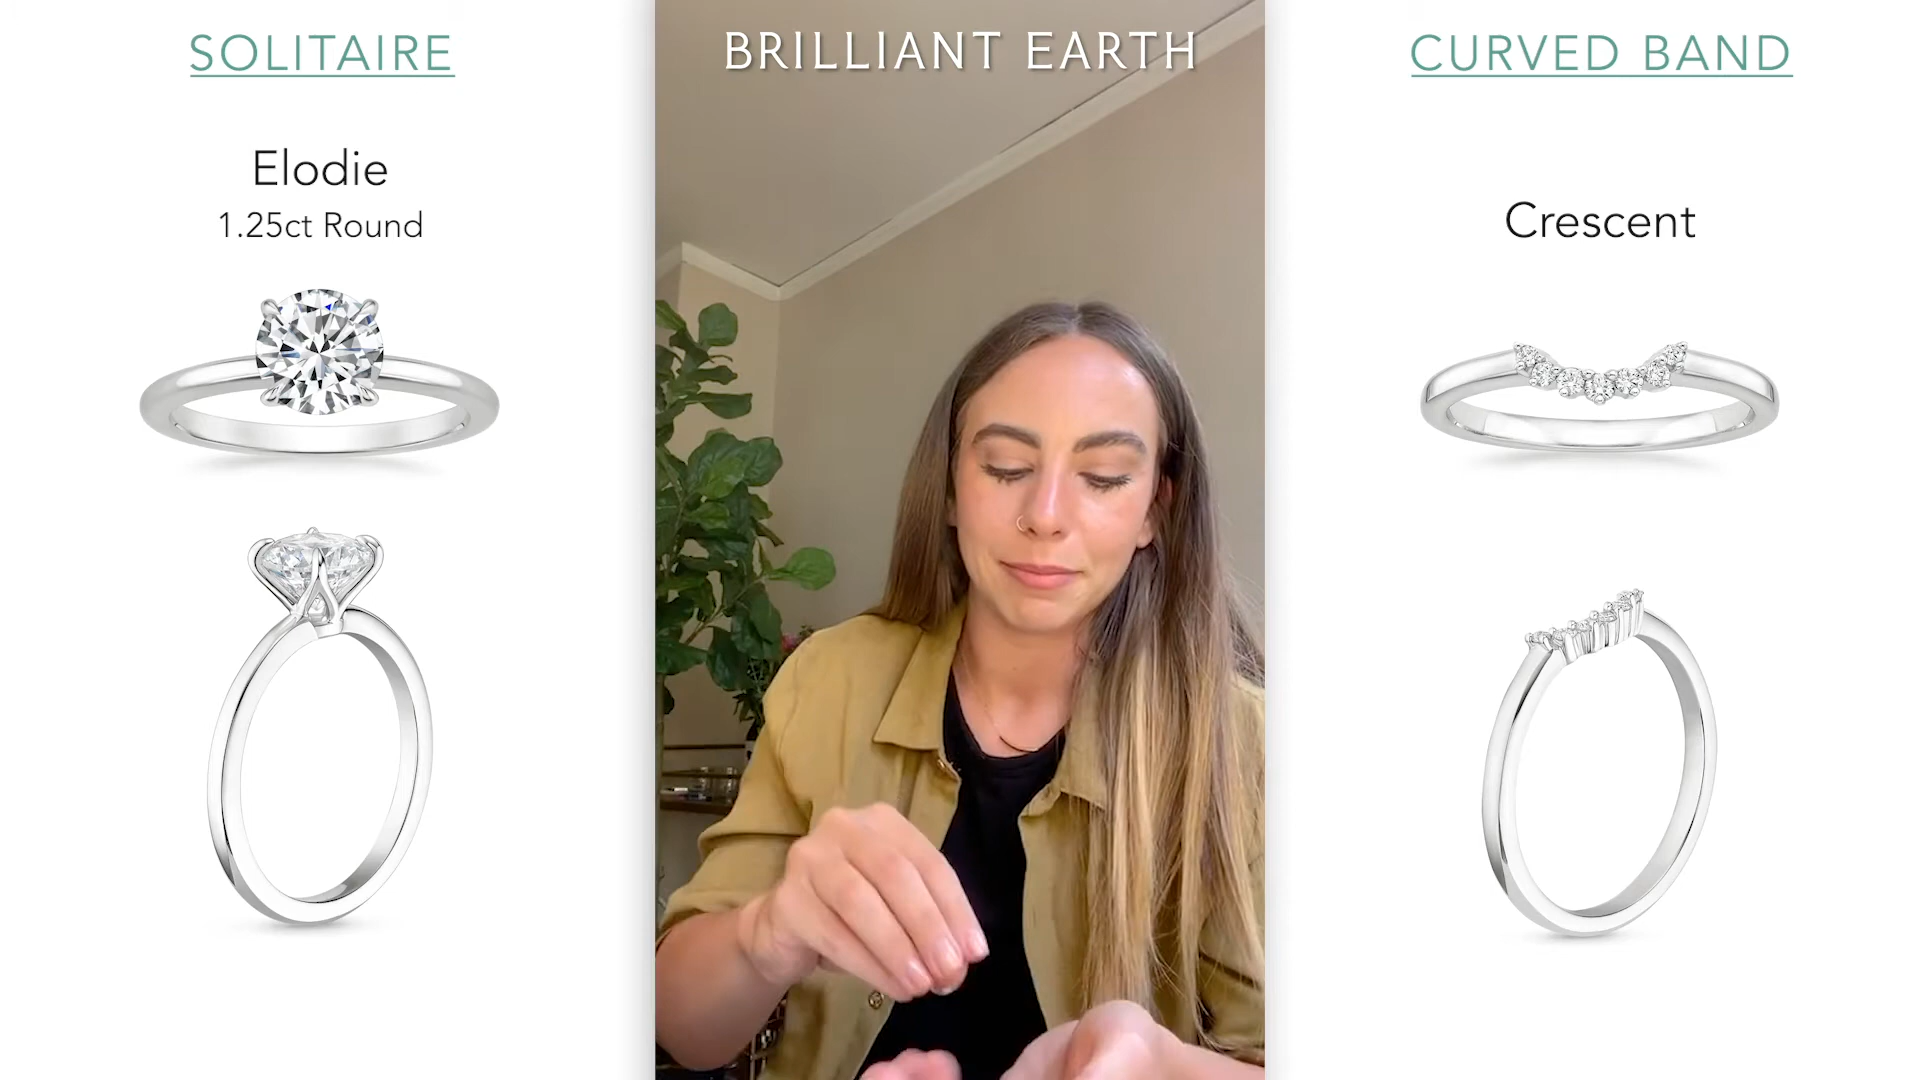 SOLITAIRE
Elodie
1.25ct Round
BRILLIANT EARTH
CURVED BAND
Crescent